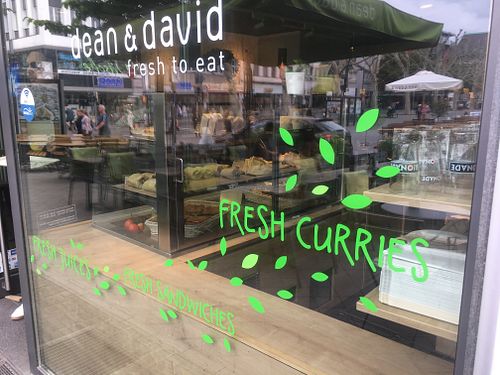 dean & david
fresh to eat
FRESH CURRIES
FRESH JUICES
FRESH SANDWICHES